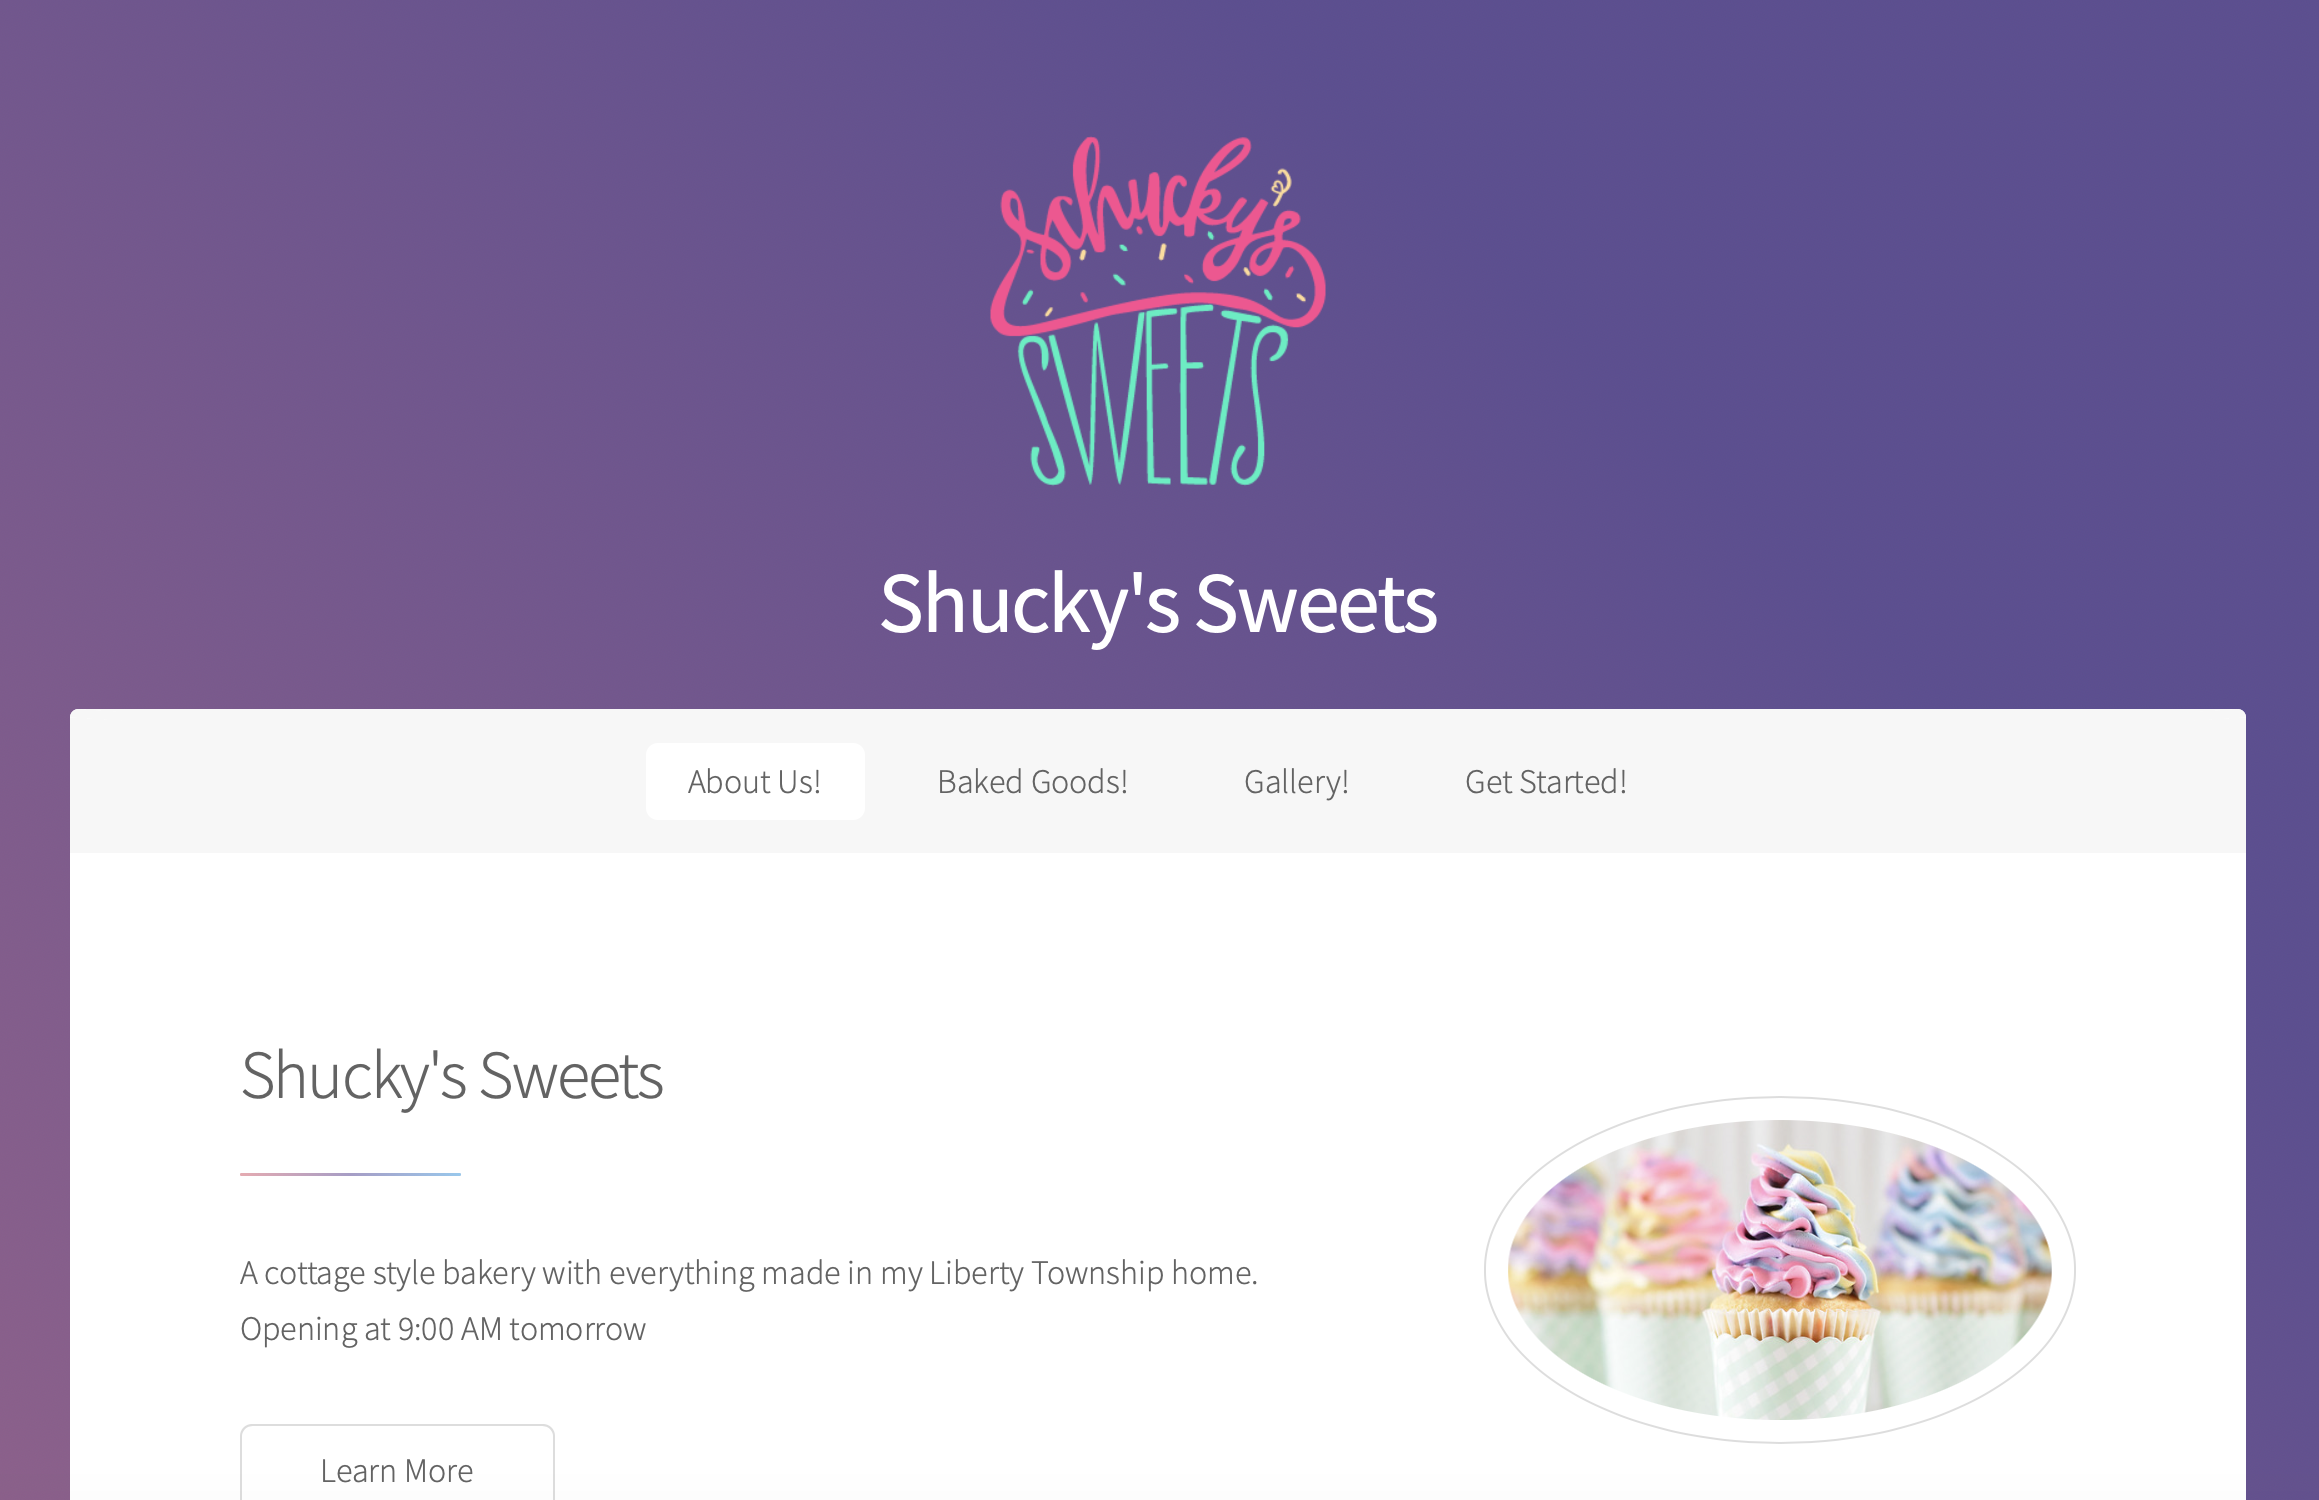 schucky's
SWEETS
Shucky's Sweets
About Us!
Baked Goods!
Gallery!
Get Started!
Shucky's Sweets
A cottage style bakery with everything made in my Liberty Township home.
Opening at 9:00 AM tomorrow
Learn More